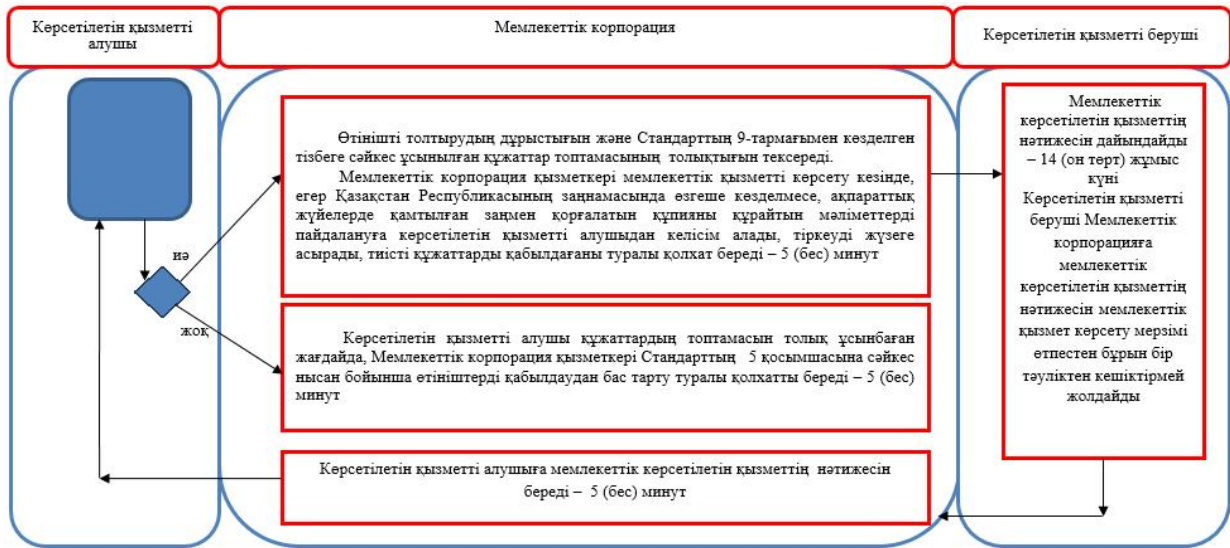 Көрсетілетін қызметті
алушы
Мемлекеттік корпорация
Көрсетілетін қызметті беруші
Өтінішті толтырудың дұрыстығын және Стандарттың 9-тармағымен көзделген
тізбеге сәйкес ұсынылған құжаттар топтамасының толықтығын тексереді.
Мемлекеттік корпорация қызметкері мемлекеттік қызметті көрсету кезінде,
егер Қазақстан Республикасының заңнамасында өзгеше көзделмесе, ақпараттық
жүйелерде қамтылған заңмен қорғалатын құпияны құрайтын мәліметтерді
пайдалануға көрсетілетін қызметті алушыдан келісім алады, тіркеуді жүзеге
асырады, тиісті құжаттарды қабылдағаны туралы қолхат береді – 5 (бес) минут
иә
жоқ
Көрсетілетін қызметті алушы құжаттардың топтамасын толық ұсынбаған
жағдайда, Мемлекеттік корпорация қызметкері Стандарттың 5 қосымшасына сәйкес
нысан бойынша өтініштерді қабылдаудан бас тарту туралы қолхатты береді – 5 (бес)
минут
Көрсетілетін қызметті алушыға мемлекеттік көрсетілетін қызметтің нәтижесін
береді – 5 (бес) минут
Мемлекеттік
көрсетілетін қызметтің
нәтижесін дайындайды
– 14 (он төрт) жұмыс
күні
Көрсетілетін қызметті
беруші Мемлекеттік
корпорацияға
мемлекеттік
көрсетілетін қызметтің
нәтижесін мемлекеттік
қызмет көрсету мерзімі
өтпестен бұрын бір
тәуліктен кешіктірмей
жолдайды